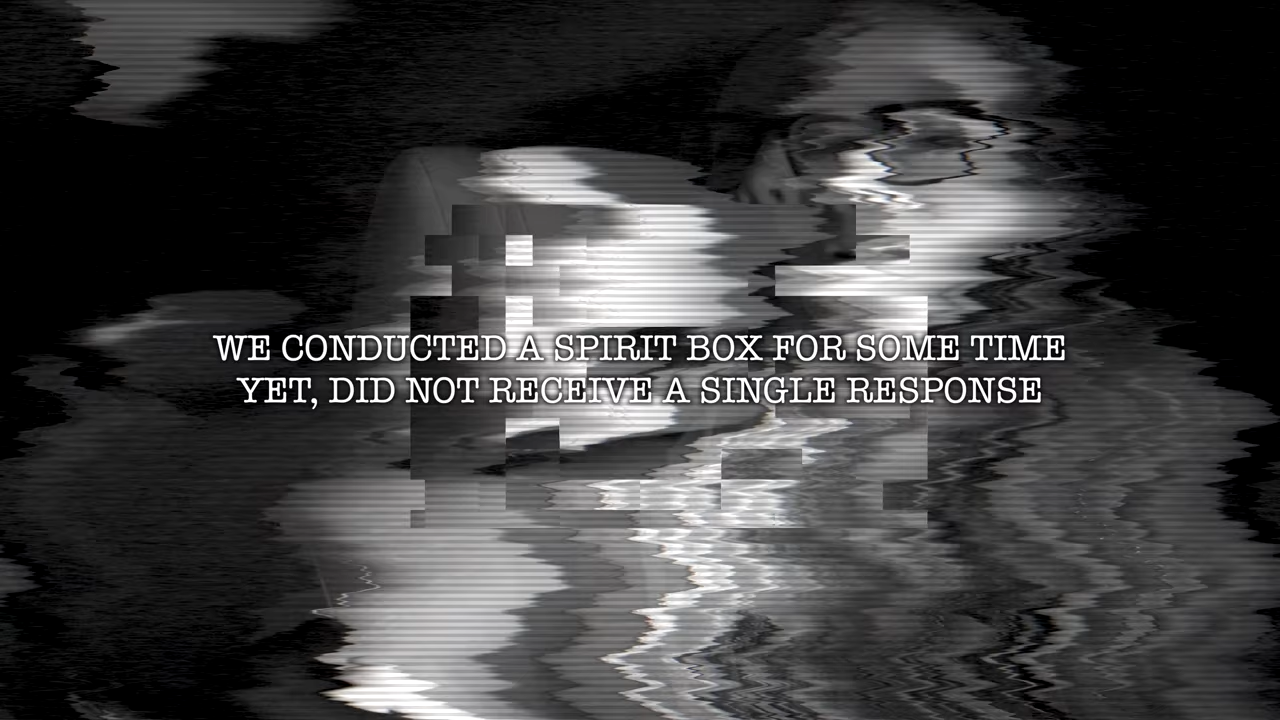 WE CONDUCTED A SPIRIT BOX FOR SOME TIME
YET, DID NOT RECEIVE A SINGLE RESPONSE